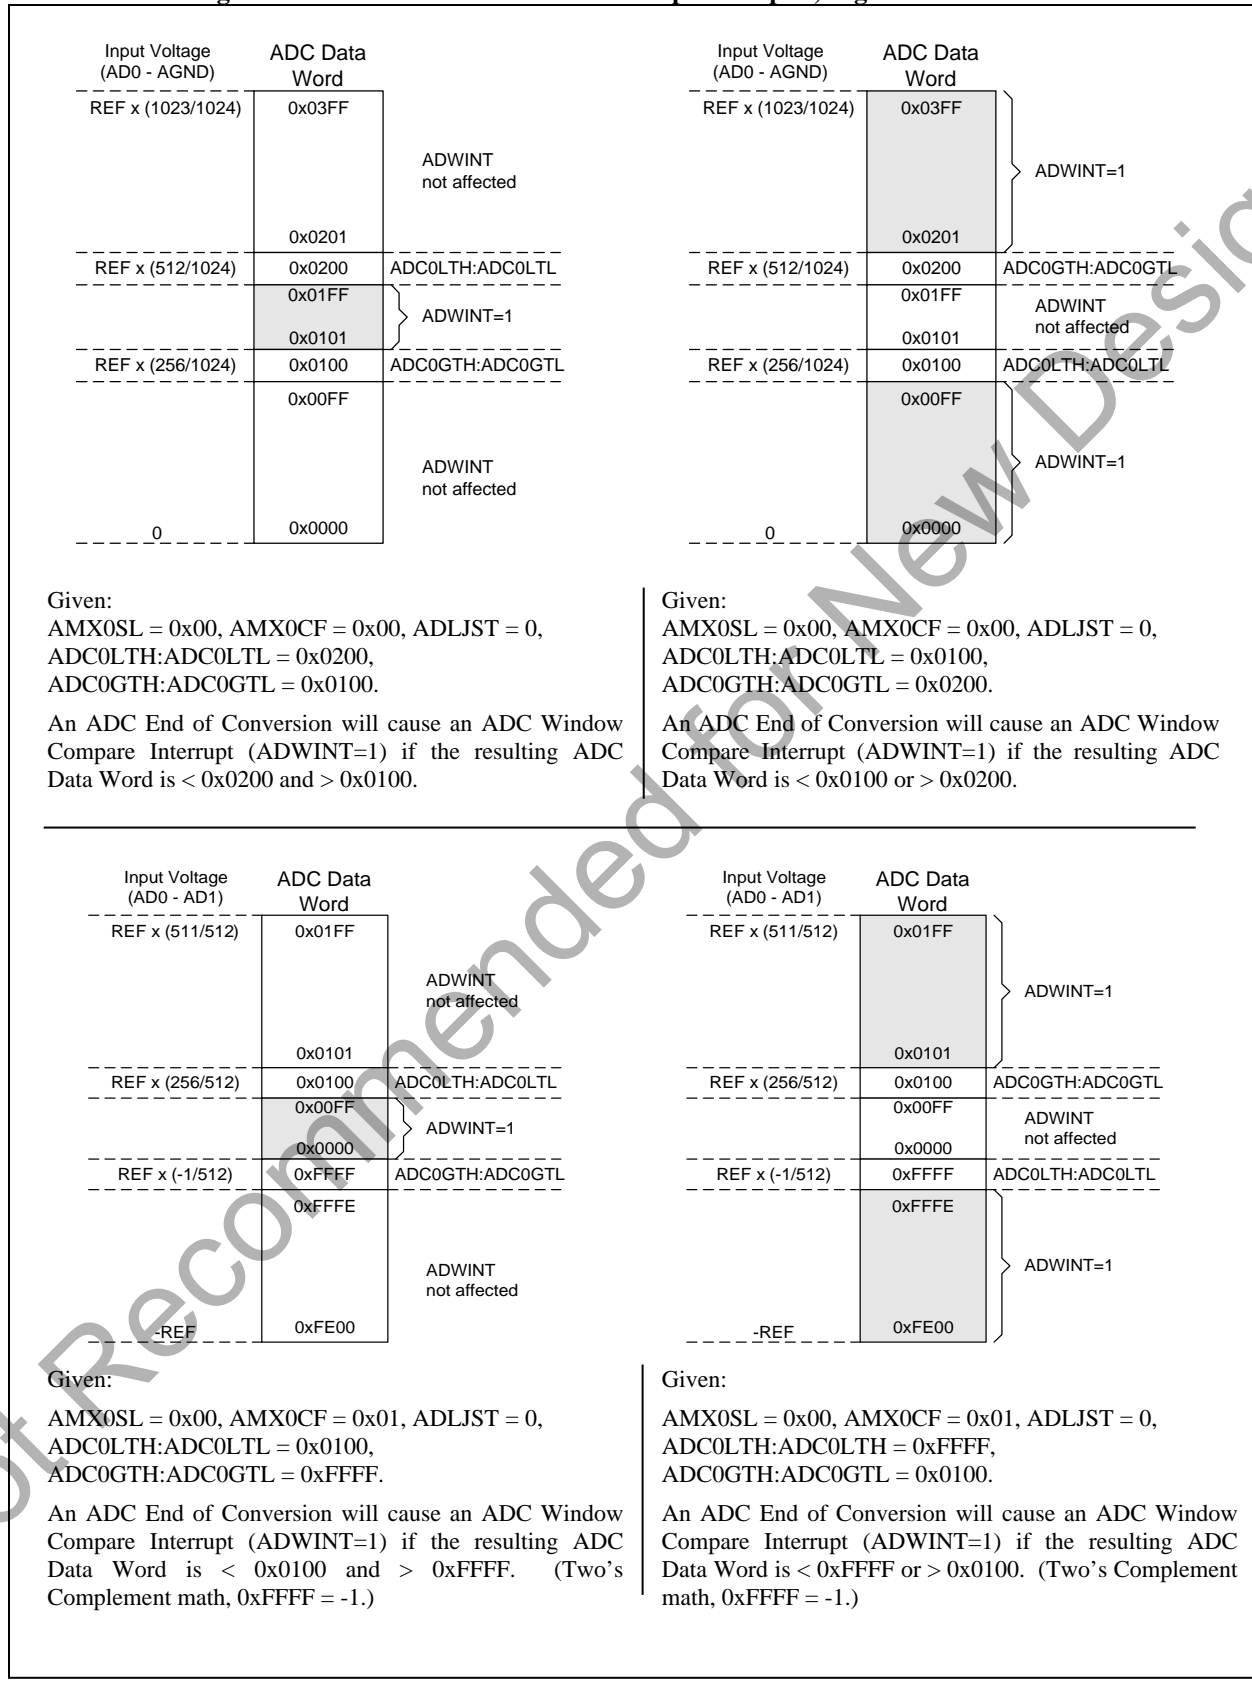 Input Voltage
(AD0 - AGND)
ADC Data
Word
REF x (1023/1024)
0x03FF
ADWINT
not affected
0x0201
REF x (512/1024)
0x0200
ADC0LTH:ADC0LTL
0x01FF
ADWINT=1
0x0101
REF x (256/1024)
0x0100
ADC0GTH:ADC0GTL
0x00FF
ADWINT
not affected
0
0x0000
Given:
AMX0SL = 0x00, AMX0CF = 0x00, ADLJST = 0,
ADC0LTH:ADC0LTL = 0x0200,
ADC0GTH:ADC0GTL = 0x0100.
An ADC End of Conversion will cause an ADC Window
Compare Interrupt (ADWINT=1) if the resulting ADC
Data Word is < 0x0200 and > 0x0100.
Input Voltage
(AD0 - AGND)
ADC Data
Word
REF x (1023/1024)
0x03FF
ADWINT=1
0x0201
REF x (512/1024)
0x0200
ADC0GTH:ADC0GTL
0x01FF
ADWINT
not affected
0x0101
REF x (256/1024)
0x0100
ADC0LTH:ADC0LTL
0x00FF
ADWINT=1
0
0x0000
Given:
AMX0SL = 0x00, AMX0CF = 0x00, ADLJST = 0,
ADC0LTH:ADC0LTL = 0x0100,
ADC0GTH:ADC0GTL = 0x0200.
An ADC End of Conversion will cause an ADC Window
Compare Interrupt (ADWINT=1) if the resulting ADC
Data Word is < 0x0100 or > 0x0200.
Input Voltage
(AD0 - AD1)
ADC Data
Word
REF x (511/512)
0x01FF
ADWINT
not affected
0x0101
REF x (256/512)
0x0100
ADC0LTH:ADC0LTL
0x00FF
ADWINT=1
0x0000
REF x (-1/512)
0xFFFF
ADC0GTH:ADC0GTL
0xFFFE
ADWINT
not affected
-REF
0xFE00
Given:
AMX0SL = 0x00, AMX0CF = 0x01, ADLJST = 0,
ADC0LTH:ADC0LTL = 0x0100,
ADC0GTH:ADC0GTL = 0xFFFF.
An ADC End of Conversion will cause an ADC Window
Compare Interrupt (ADWINT=1) if the resulting ADC
Data Word is < 0x0100 and > 0xFFFF. (Two's
Complement math, 0xFFFF = -1.)
Input Voltage
(AD0 - AD1)
ADC Data
Word
REF x (511/512)
0x01FF
ADWINT=1
0x0101
REF x (256/512)
0x0100
ADC0GTH:ADC0GTL
0x00FF
ADWINT
not affected
0x0000
REF x (-1/512)
0xFFFF
ADC0LTH:ADC0LTL
0xFFFE
ADWINT=1
-REF
0xFE00
Given:
AMX0SL = 0x00, AMX0CF = 0x01, ADLJST = 0,
ADC0LTH:ADC0LTH = 0xFFFF,
ADC0GTH:ADC0GTL = 0x0100.
An ADC End of Conversion will cause an ADC Window
Compare Interrupt (ADWINT=1) if the resulting ADC
Data Word is < 0xFFFF or > 0x0100. (Two's Complement
math, 0xFFFF = -1.)
Recommended for New